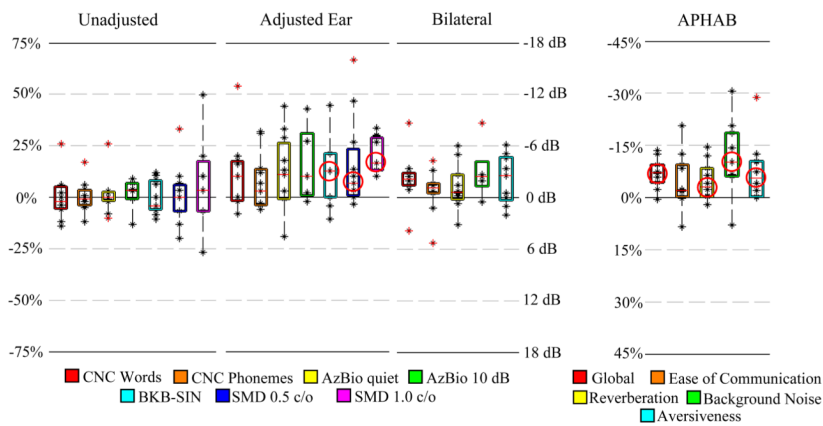 Unadjusted Adjusted Ear Bilateral APHAB
75% -18 dB -45%
50% -12 dB -30%
25% -6 dB -15%
0% 0 dB 0%
-25% 6 dB 15%
-50% 12 dB 30%
-75% 18 dB 45%
CNC Words CNC Phonemes AzBio quiet AzBio 10 dB
BKB-SIN SMD 0.5 c/o SMD 1.0 c/o
Global Ease of Communication
Reverberation Background Noise
Aversiveness